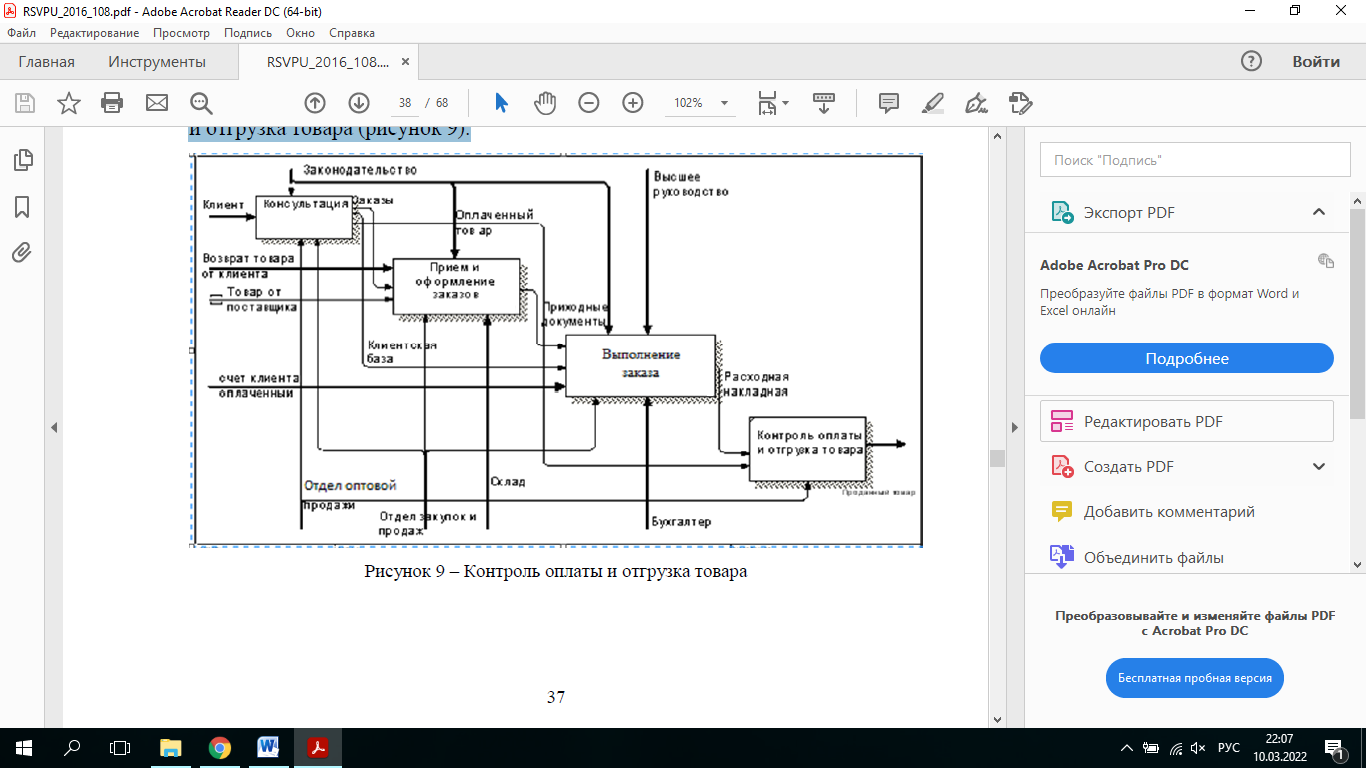 RSVPU_2016_108.pdf - Adobe Acrobat Reader DC (64-bit)
Файл Редактирование Просмотр Подпись Окно Справка
Главная Инструменты RSVPU_2016_108.... × ? Войти
38 / 68 102%
и отгрузка товара (рисунок 9).
Законодательство
Высшее
руководство
Клиент
Консультация
Заказы
Оплаченный
товар
Возврат товара
от клиента
Прием и
оформление
заказов
Товар от
поставщика
Приходные
документы
Клиентская
база
Выполнение
заказа
счет клиента
оплаченный
Расходная
накладная
Контроль оплаты
и отгрузка товара
Проданный товар
Отдел оптовой
продажи
Склад
Отдел закупок и
продаж
Бухгалтер
Рисунок 9 – Контроль оплаты и отгрузка товара
37
Поиск "Подпись"
Экспорт PDF
Adobe Acrobat Pro DC
Преобразуйте файлы PDF в формат Word и
Excel онлайн
Подробнее
Редактировать PDF
Создать PDF
Добавить комментарий
Объединить файлы
Преобразовывайте и изменяйте файлы PDF
с Acrobat Pro DC
Бесплатная пробная версия
РУС
22:07
10.03.2022
1